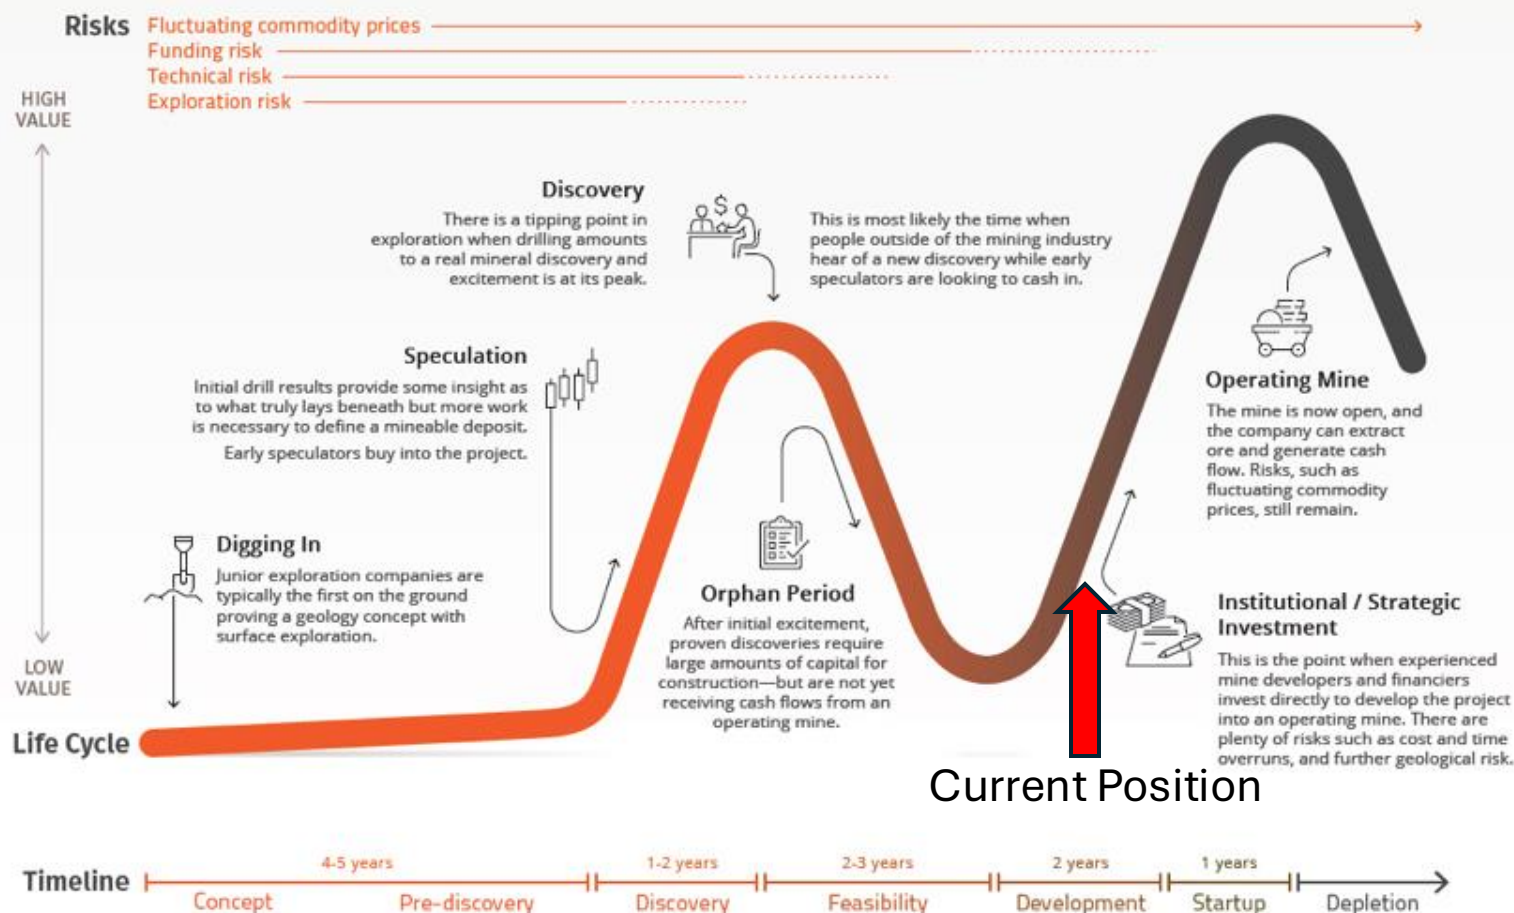 Risks
Fluctuating commodity prices
Funding risk
Technical risk
Exploration risk
HIGH
VALUE
Discovery
There is a tipping point in
exploration when drilling amounts
to a real mineral discovery and
excitement is at its peak.
$
This is most likely the time when
people outside of the mining industry
hear of a new discovery while early
speculators are looking to cash in.
Speculation
Initial drill results provide some insight as
to what truly lays beneath but more work
is necessary to define a mineable deposit.
Early speculators buy into the project.
Operating Mine
The mine is now open, and
the company can extract
ore and generate cash
flow. Risks, such as
fluctuating commodity
prices, still remain.
Digging In
Junior exploration companies are
typically the first on the ground
proving a geology concept with
surface exploration.
Orphan Period
After initial excitement,
proven discoveries require
large amounts of capital for
construction—but are not yet
receiving cash flows from an
operating mine.
Institutional / Strategic
Investment
This is the point when experienced
mine developers and financiers
invest directly to develop the project
into an operating mine. There are
plenty of risks such as cost and time
overruns, and further geological risk.
LOW
VALUE
Life Cycle
Current Position
Timeline
4-5 years
1-2 years
2-3 years
2 years
1 years
Concept
Pre-discovery
Discovery
Feasibility
Development
Startup
Depletion